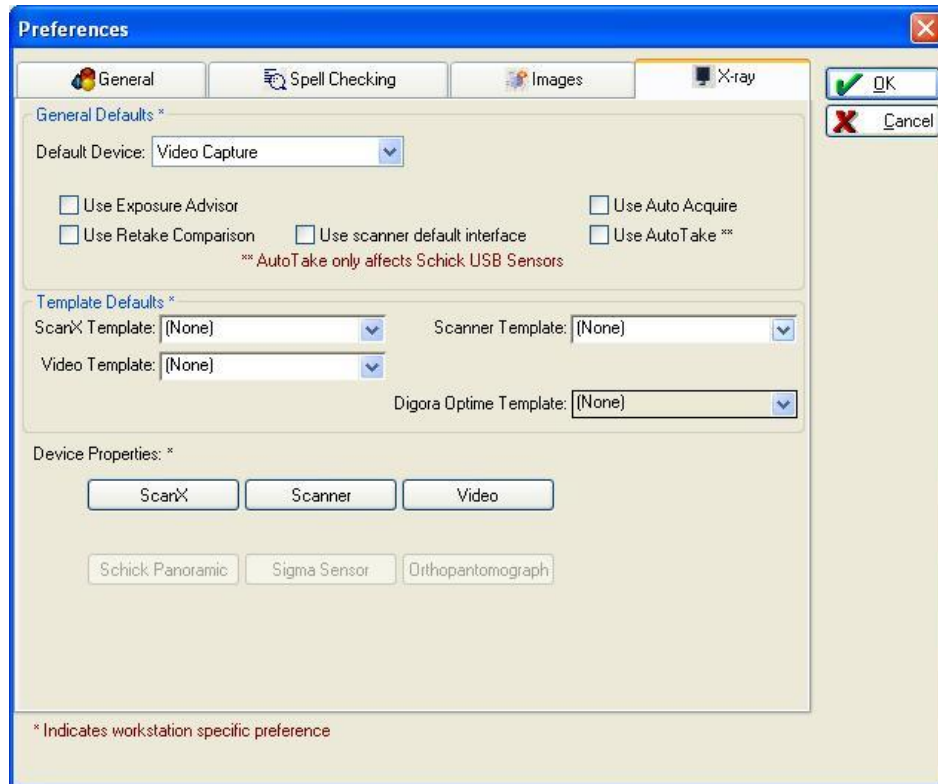 Preferences
General Spell Checking Images X-ray
OK
Cancel
General Defaults *
Default Device: Video Capture
Use Exposure Advisor Use Auto Acquire
Use Retake Comparison Use scanner default interface Use AutoTake **
** AutoTake only affects Schick USB Sensors
Template Defaults *
ScanX Template: (None) Scanner Template: (None)
Video Template: (None)
Digora Optime Template: (None)
Device Properties: *
ScanX Scanner Video
Schick Panoramic Sigma Sensor Orthopantomograph
* Indicates workstation specific preference